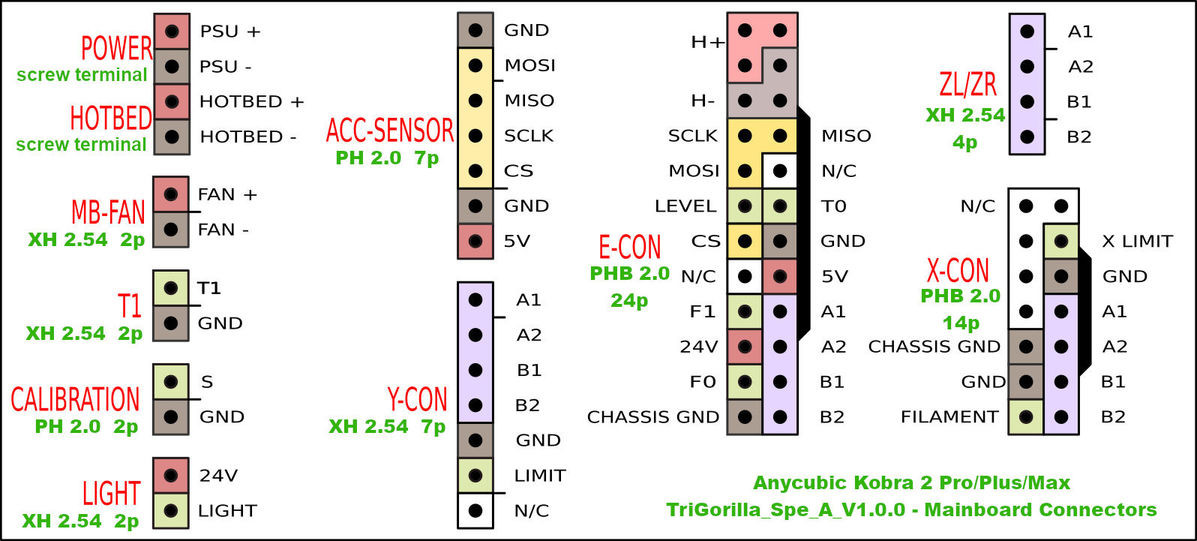 POWER
screw terminal
PSU +
PSU -
HOTBED
screw terminal
HOTBED +
HOTBED -
MB-FAN
XH 2.54 2p
FAN +
FAN -
T1
XH 2.54 2p
T1
GND
CALIBRATION
PH 2.0 2p
S
GND
LIGHT
XH 2.54 2p
24V
LIGHT
ACC-SENSOR
PH 2.0 7p
GND
MOSI
MISO
SCLK
CS
GND
5V
Y-CON
XH 2.54 7p
A1
A2
B1
B2
GND
LIMIT
N/C
E-CON
PHB 2.0
24p
H+
H-
SCLK
MISO
MOSI
N/C
LEVEL
T0
CS
GND
N/C
5V
F1
A1
24V
A2
F0
B1
CHASSIS GND
B2
ZL/ZR
XH 2.54
4p
A1
A2
B1
B2
X-CON
PHB 2.0
14p
N/C
X LIMIT
GND
A1
CHASSIS GND
A2
GND
B1
FILAMENT
B2
Anycubic Kobra 2 Pro/Plus/Max
TriGorilla_Spe_A_V1.0.0 - Mainboard Connectors